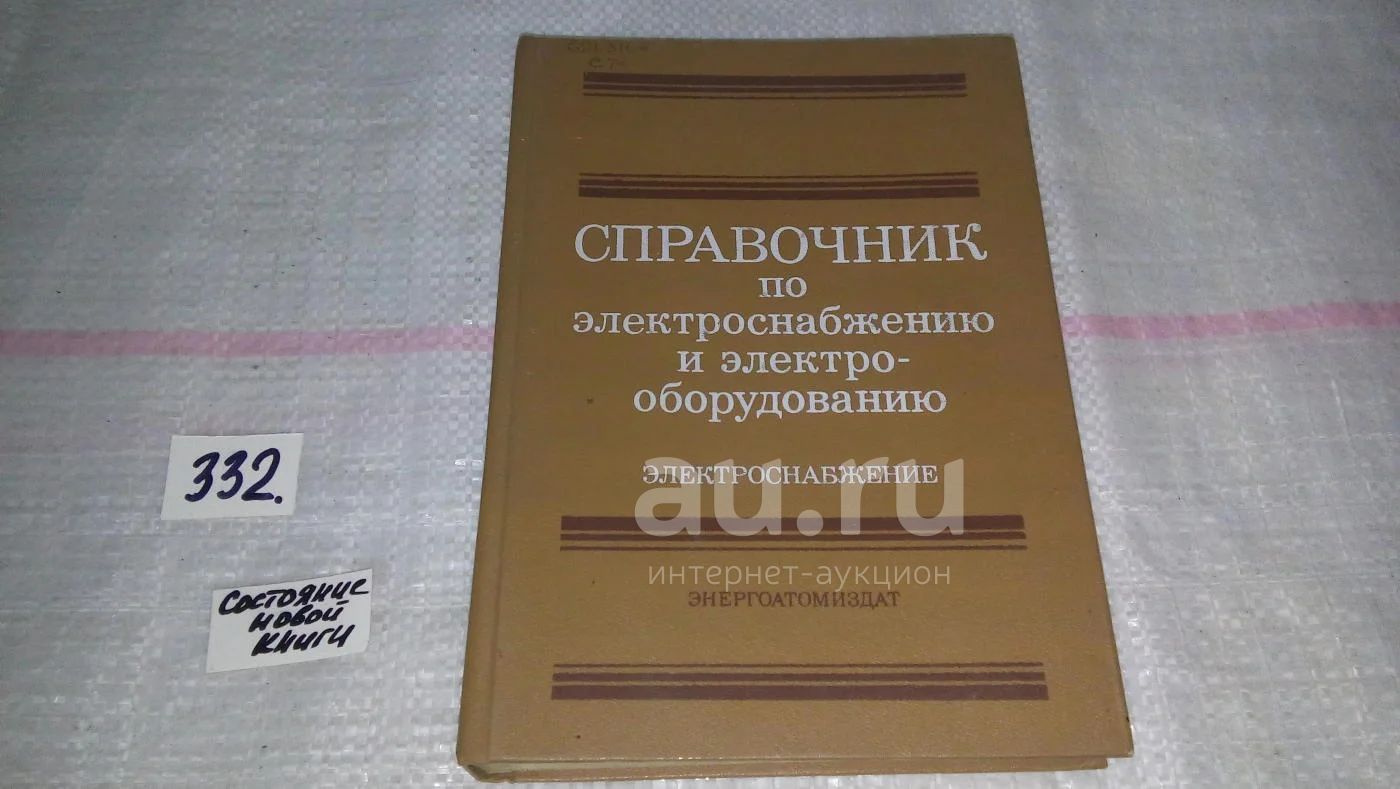 СПРАВОЧНИК
по
электроснабжению
и электро-
оборудованию
ЭЛЕКТРОСНАБЖЕНИЕ
au.ru
интернет-аукцион
ЭНЕРГОАТОМИЗДАТ
332.
Состояние
новой
книги